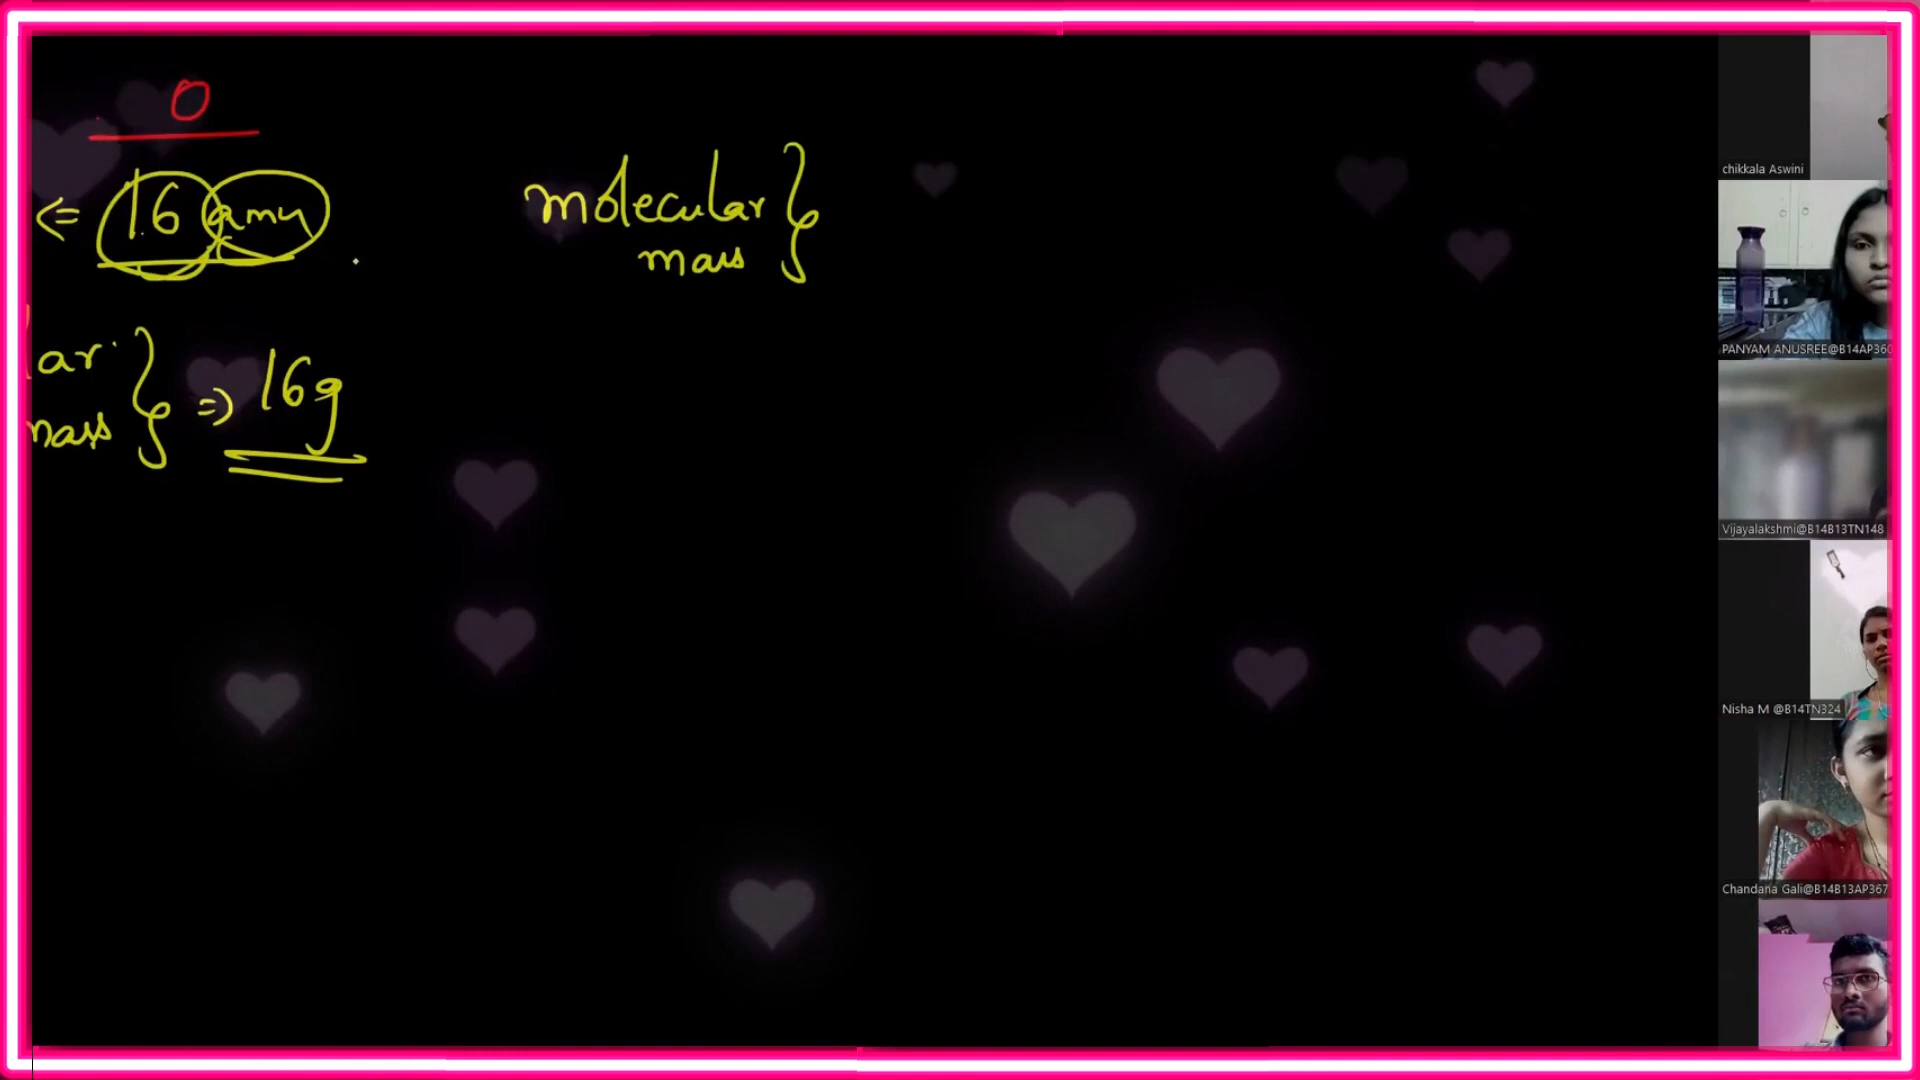 O
<= 16 amu
molecular }
mass
ar }
mass => 16g
chikkala Aswini
PANYAM ANUSREE@B14AP360
Vijayalakshmi@B14B13TN148
Nisha M @B14TN324
Chandana Gali@B14B13AP367